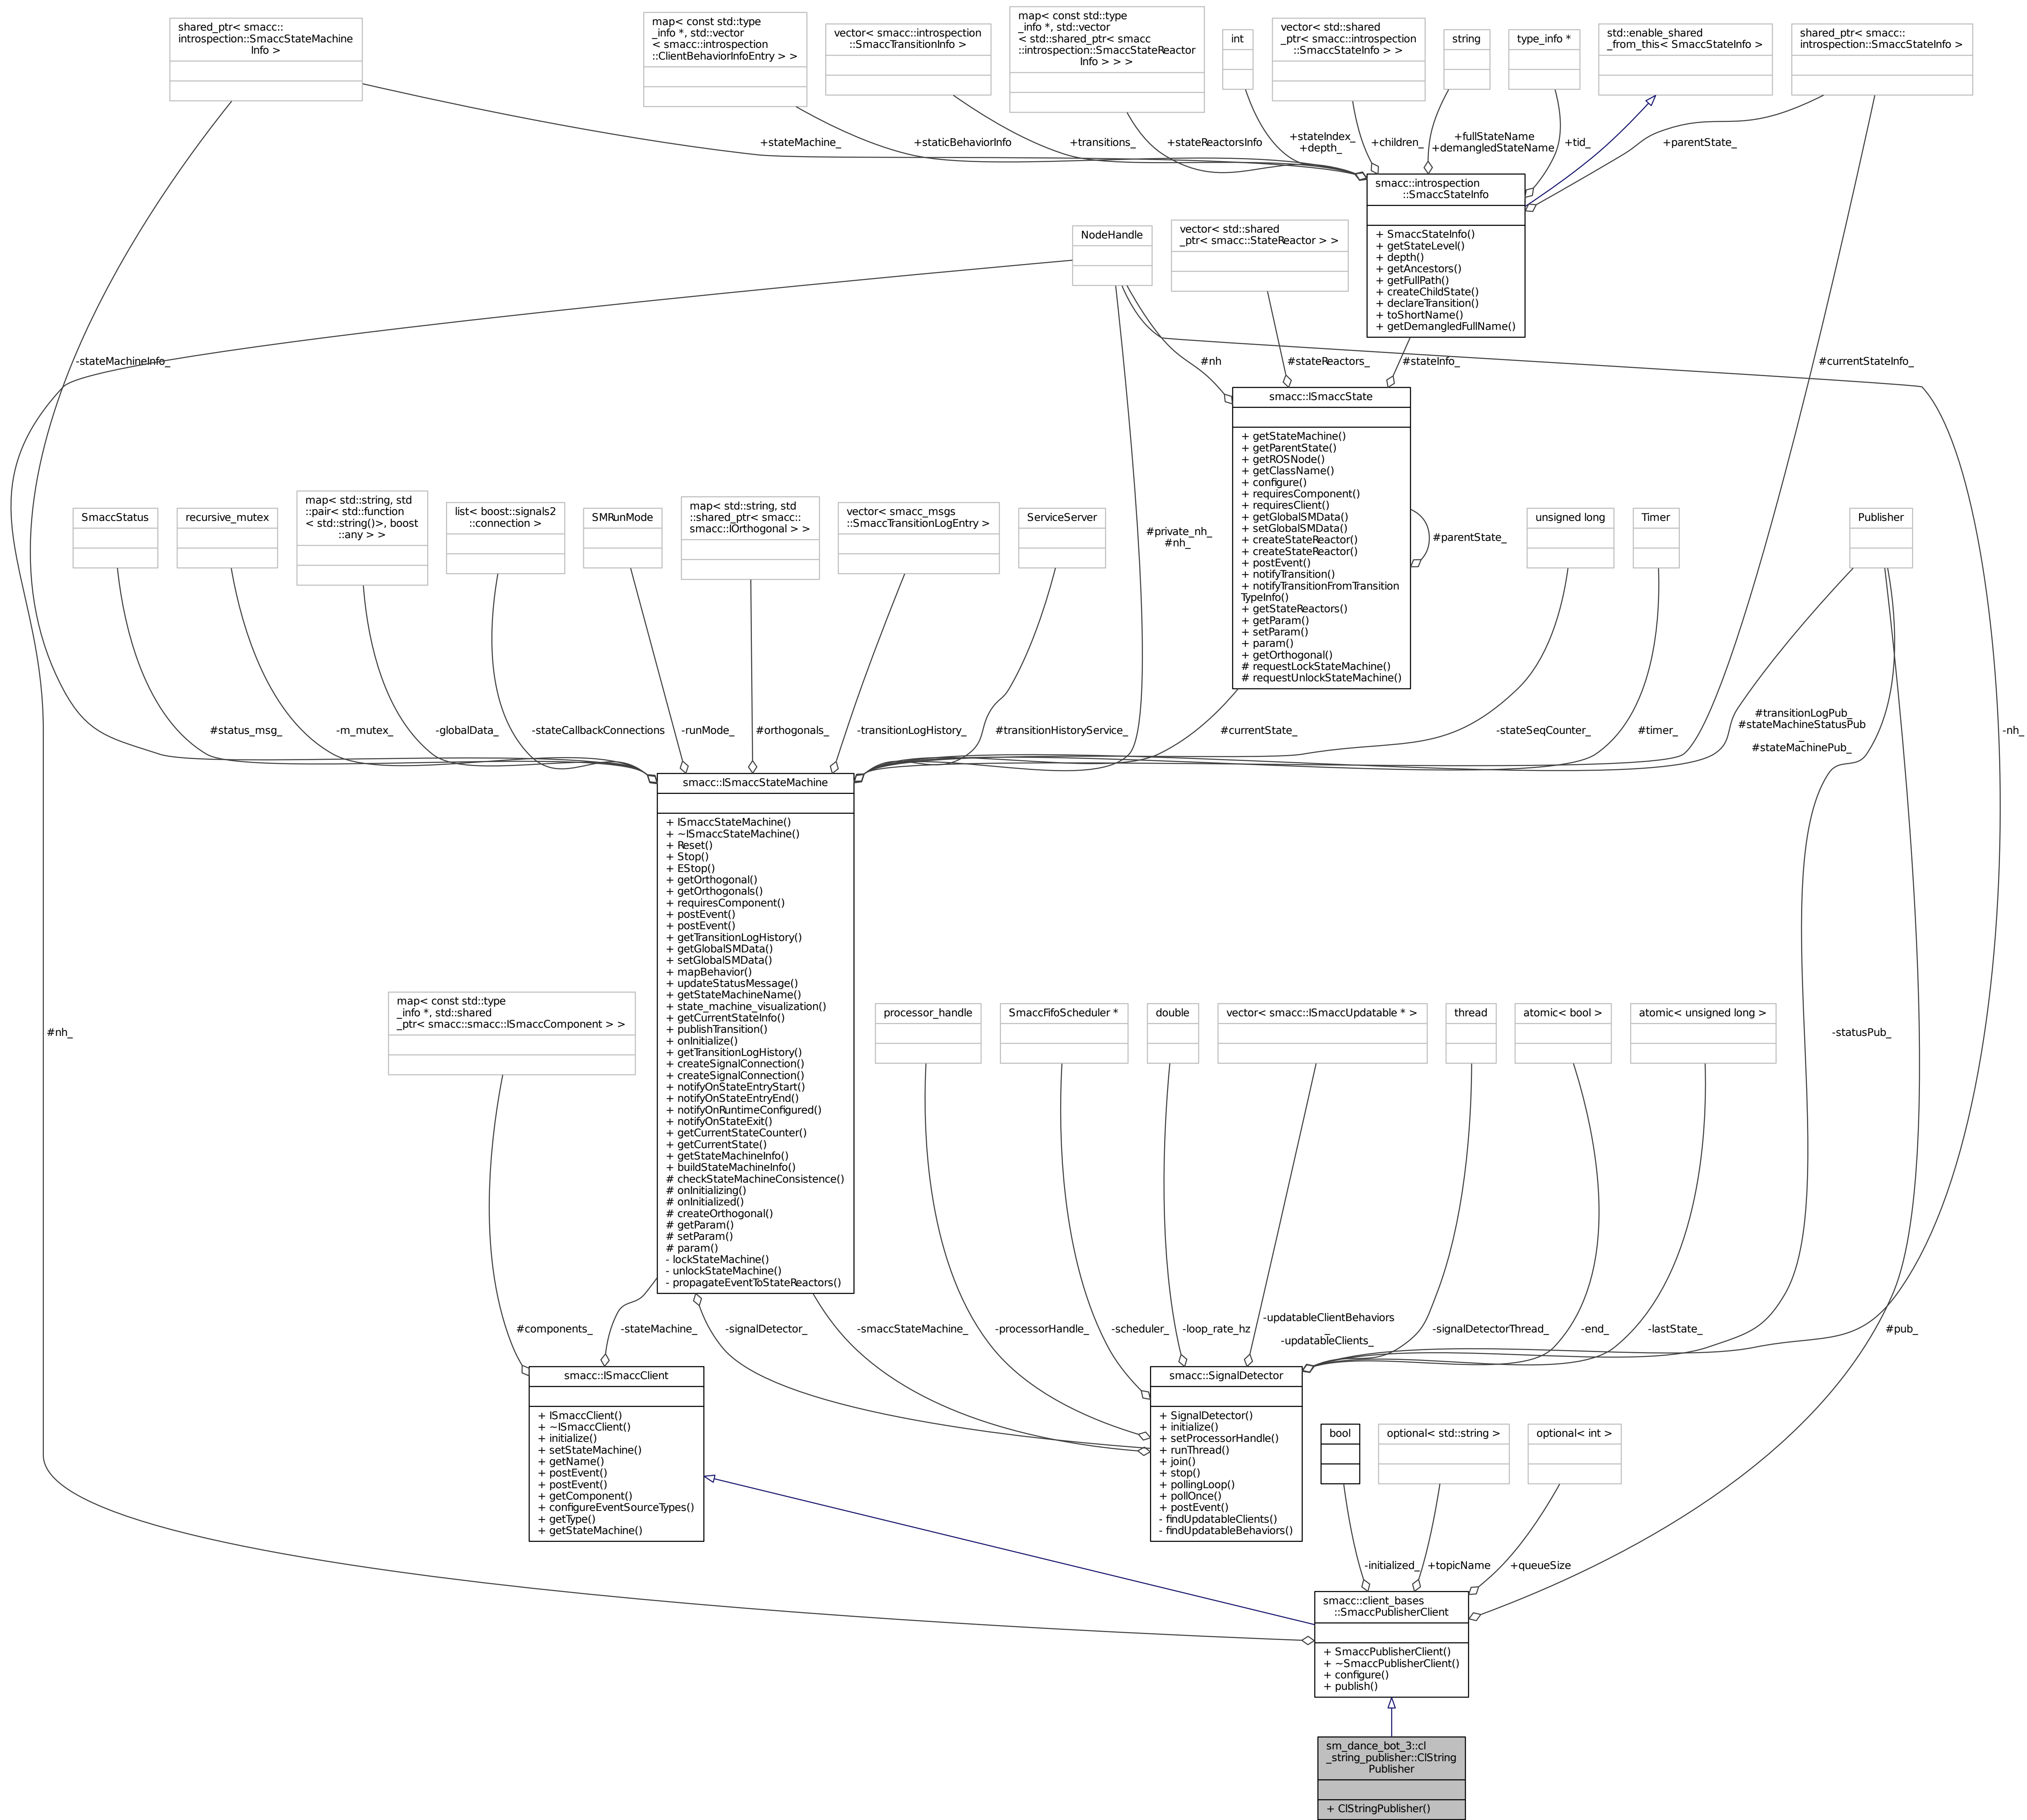 shared_ptr< smacc::
introspection::SmaccStateMachine
Info >
map< const std::type
_info *, std::vector
< smacc::introspection
::ClientBehaviorInfoEntry > >
vector< smacc::introspection
::SmaccTransitionInfo >
map< const std::type
_info *, std::vector
< std::shared_ptr< smacc
::introspection::SmaccStateReactor
Info > > >
int
vector< std::shared
_ptr< smacc::introspection
::SmaccStateInfo > >
string
type_info *
std::enable_shared
_from_this< SmaccStateInfo >
shared_ptr< smacc::
introspection::SmaccStateInfo >
+stateMachine_
+staticBehaviorInfo
+transitions_
+stateReactorsInfo
+stateIndex_
+depth_
+children_
+fullStateName
+demangledStateName
+tid_
+parentState_
smacc::introspection
::SmaccStateInfo
+ SmaccStateInfo()
+ getStateLevel()
+ depth()
+ getAncestors()
+ getFullPath()
+ createChildState()
+ declareTransition()
+ toShortName()
+ getDemangledFullName()
NodeHandle
vector< std::shared
_ptr< smacc::StateReactor > >
-stateMachineInfo_
#nh
#stateReactors_
#stateInfo_
#currentStateInfo_
smacc::ISmaccState
+ getStateMachine()
+ getParentState()
+ getROSNode()
+ getClassName()
+ configure()
+ requiresComponent()
+ requiresClient()
+ getGlobalSMData()
+ setGlobalSMData()
+ createStateReactor()
+ createStateReactor()
+ postEvent()
+ notifyTransition()
+ notifyTransitionFromTransition
TypeInfo()
+ getStateReactors()
+ getParam()
+ setParam()
+ param()
+ getOrthogonal()
# requestLockStateMachine()
# requestUnlockStateMachine()
#parentState_
SmaccStatus
recursive_mutex
map< std::string, std
::pair< std::function
< std::string()>, boost
::any > >
list< boost::signals2
::connection >
SMRunMode
map< std::string, std
::shared_ptr< smacc::
smacc::IOrthogonal > >
vector< smacc_msgs
::SmaccTransitionLogEntry >
ServiceServer
#private_nh_
#nh_
unsigned long
Timer
Publisher
#status_msg_
-m_mutex_
-globalData_
-stateCallbackConnections
-runMode_
#orthogonals_
-transitionLogHistory_
#transitionHistoryService_
#currentState_
-stateSeqCounter_
#timer_
#transitionLogPub_
#stateMachineStatusPub
_
#stateMachinePub_
-nh_
smacc::ISmaccStateMachine
+ ISmaccStateMachine()
+ ~ISmaccStateMachine()
+ Reset()
+ Stop()
+ EStop()
+ getOrthogonal()
+ getOrthogonals()
+ requiresComponent()
+ postEvent()
+ postEvent()
+ getTransitionLogHistory()
+ getGlobalSMData()
+ setGlobalSMData()
+ mapBehavior()
+ updateStatusMessage()
+ getStateMachineName()
+ state_machine_visualization()
+ getCurrentStateInfo()
+ publishTransition()
+ onInitialize()
+ getTransitionLogHistory()
+ createSignalConnection()
+ createSignalConnection()
+ notifyOnStateEntryStart()
+ notifyOnStateEntryEnd()
+ notifyOnRuntimeConfigured()
+ notifyOnStateExit()
+ getCurrentStateCounter()
+ getCurrentState()
+ getStateMachineInfo()
+ buildStateMachineInfo()
# checkStateMachineConsistence()
# onInitializing()
# onInitialized()
# createOrthogonal()
# getParam()
# setParam()
# param()
- lockStateMachine()
- unlockStateMachine()
- propagateEventToStateReactors()
map< const std::type
_info *, std::shared
_ptr< smacc::smacc::ISmaccComponent > >
processor_handle
SmaccFifoScheduler *
double
vector< smacc::ISmaccUpdatable * >
thread
atomic< bool >
atomic< unsigned long >
#nh_
-statusPub_
#components_
-stateMachine_
-signalDetector_
-smaccStateMachine_
-processorHandle_
-scheduler_
-loop_rate_hz
-updatableClientBehaviors
_
-updatableClients_
-signalDetectorThread_
-end_
-lastState_
#pub_
smacc::ISmaccClient
+ ISmaccClient()
+ ~ISmaccClient()
+ initialize()
+ setStateMachine()
+ getName()
+ postEvent()
+ postEvent()
+ getComponent()
+ configureEventSourceTypes()
+ getType()
+ getStateMachine()
smacc::SignalDetector
+ SignalDetector()
+ initialize()
+ setProcessorHandle()
+ runThread()
+ join()
+ stop()
+ pollingLoop()
+ pollOnce()
+ postEvent()
- findUpdatableClients()
- findUpdatableBehaviors()
bool
optional< std::string >
optional< int >
-initialized_
+topicName
+queueSize
smacc::client_bases
::SmaccPublisherClient
+ SmaccPublisherClient()
+ ~SmaccPublisherClient()
+ configure()
+ publish()
sm_dance_bot_3::cl
_string_publisher::ClString
Publisher
+ ClStringPublisher()